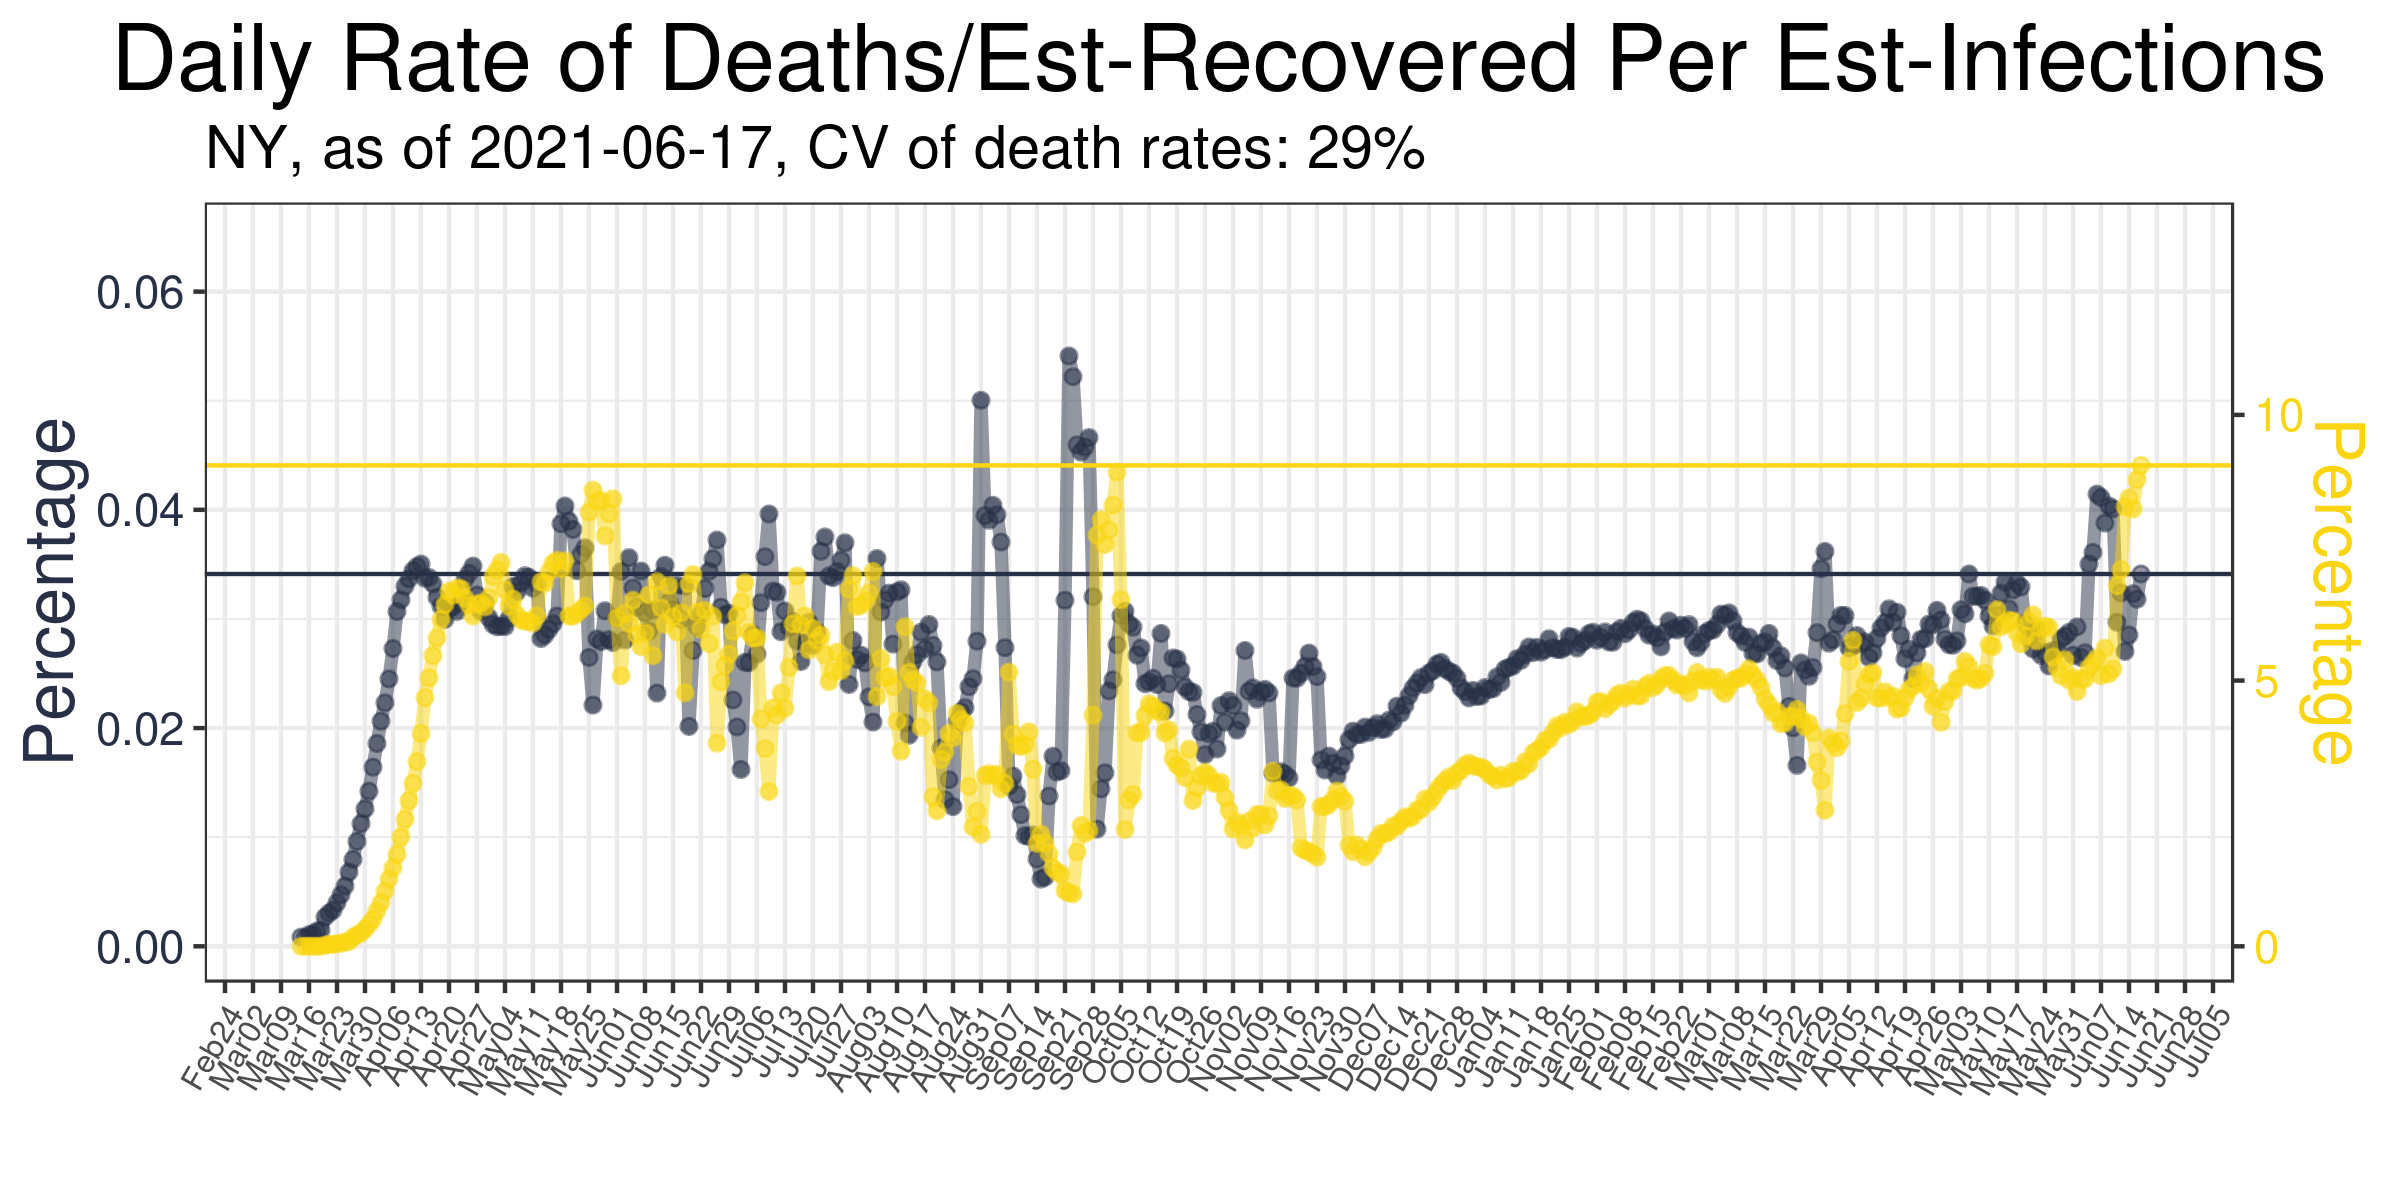 Daily Rate of Deaths/Est-Recovered Per Est-Infections
NY, as of 2021-06-17, CV of death rates: 29%
Percentage
0.06
0.04
0.02
0.00
10
5
0
Percentage
Feb24
Mar02
Mar09
Mar16
Mar23
Mar30
Apr06
Apr13
Apr20
Apr27
May04
May11
May18
May25
Jun01
Jun08
Jun15
Jun22
Jun29
Jul06
Jul13
Jul20
Jul27
Aug03
Aug10
Aug17
Aug24
Aug31
Sep07
Sep14
Sep21
Sep28
Oct05
Oct12
Oct19
Oct26
Nov02
Nov09
Nov16
Nov23
Nov30
Dec07
Dec14
Dec21
Dec28
Jan04
Jan11
Jan18
Jan25
Feb01
Feb08
Feb15
Feb22
Mar01
Mar08
Mar15
Mar22
Mar29
Apr05
Apr12
Apr19
Apr26
May03
May10
May17
May24
May31
Jun07
Jun14
Jun21
Jun28
Jul05